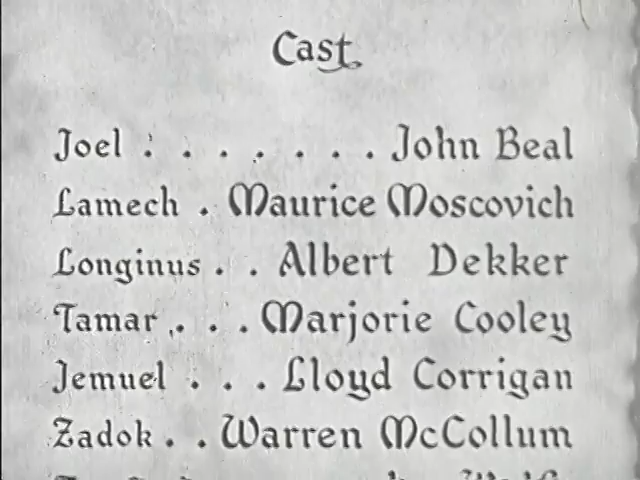 Cast
Joel . . . . . . . John Beal
Lamech . Maurice Moscovich
Longinus . . Albert Dekker
Tamar . . . Marjorie Cooley
Jemuel . . . Lloyd Corrigan
Zadok . . Warren McCollum